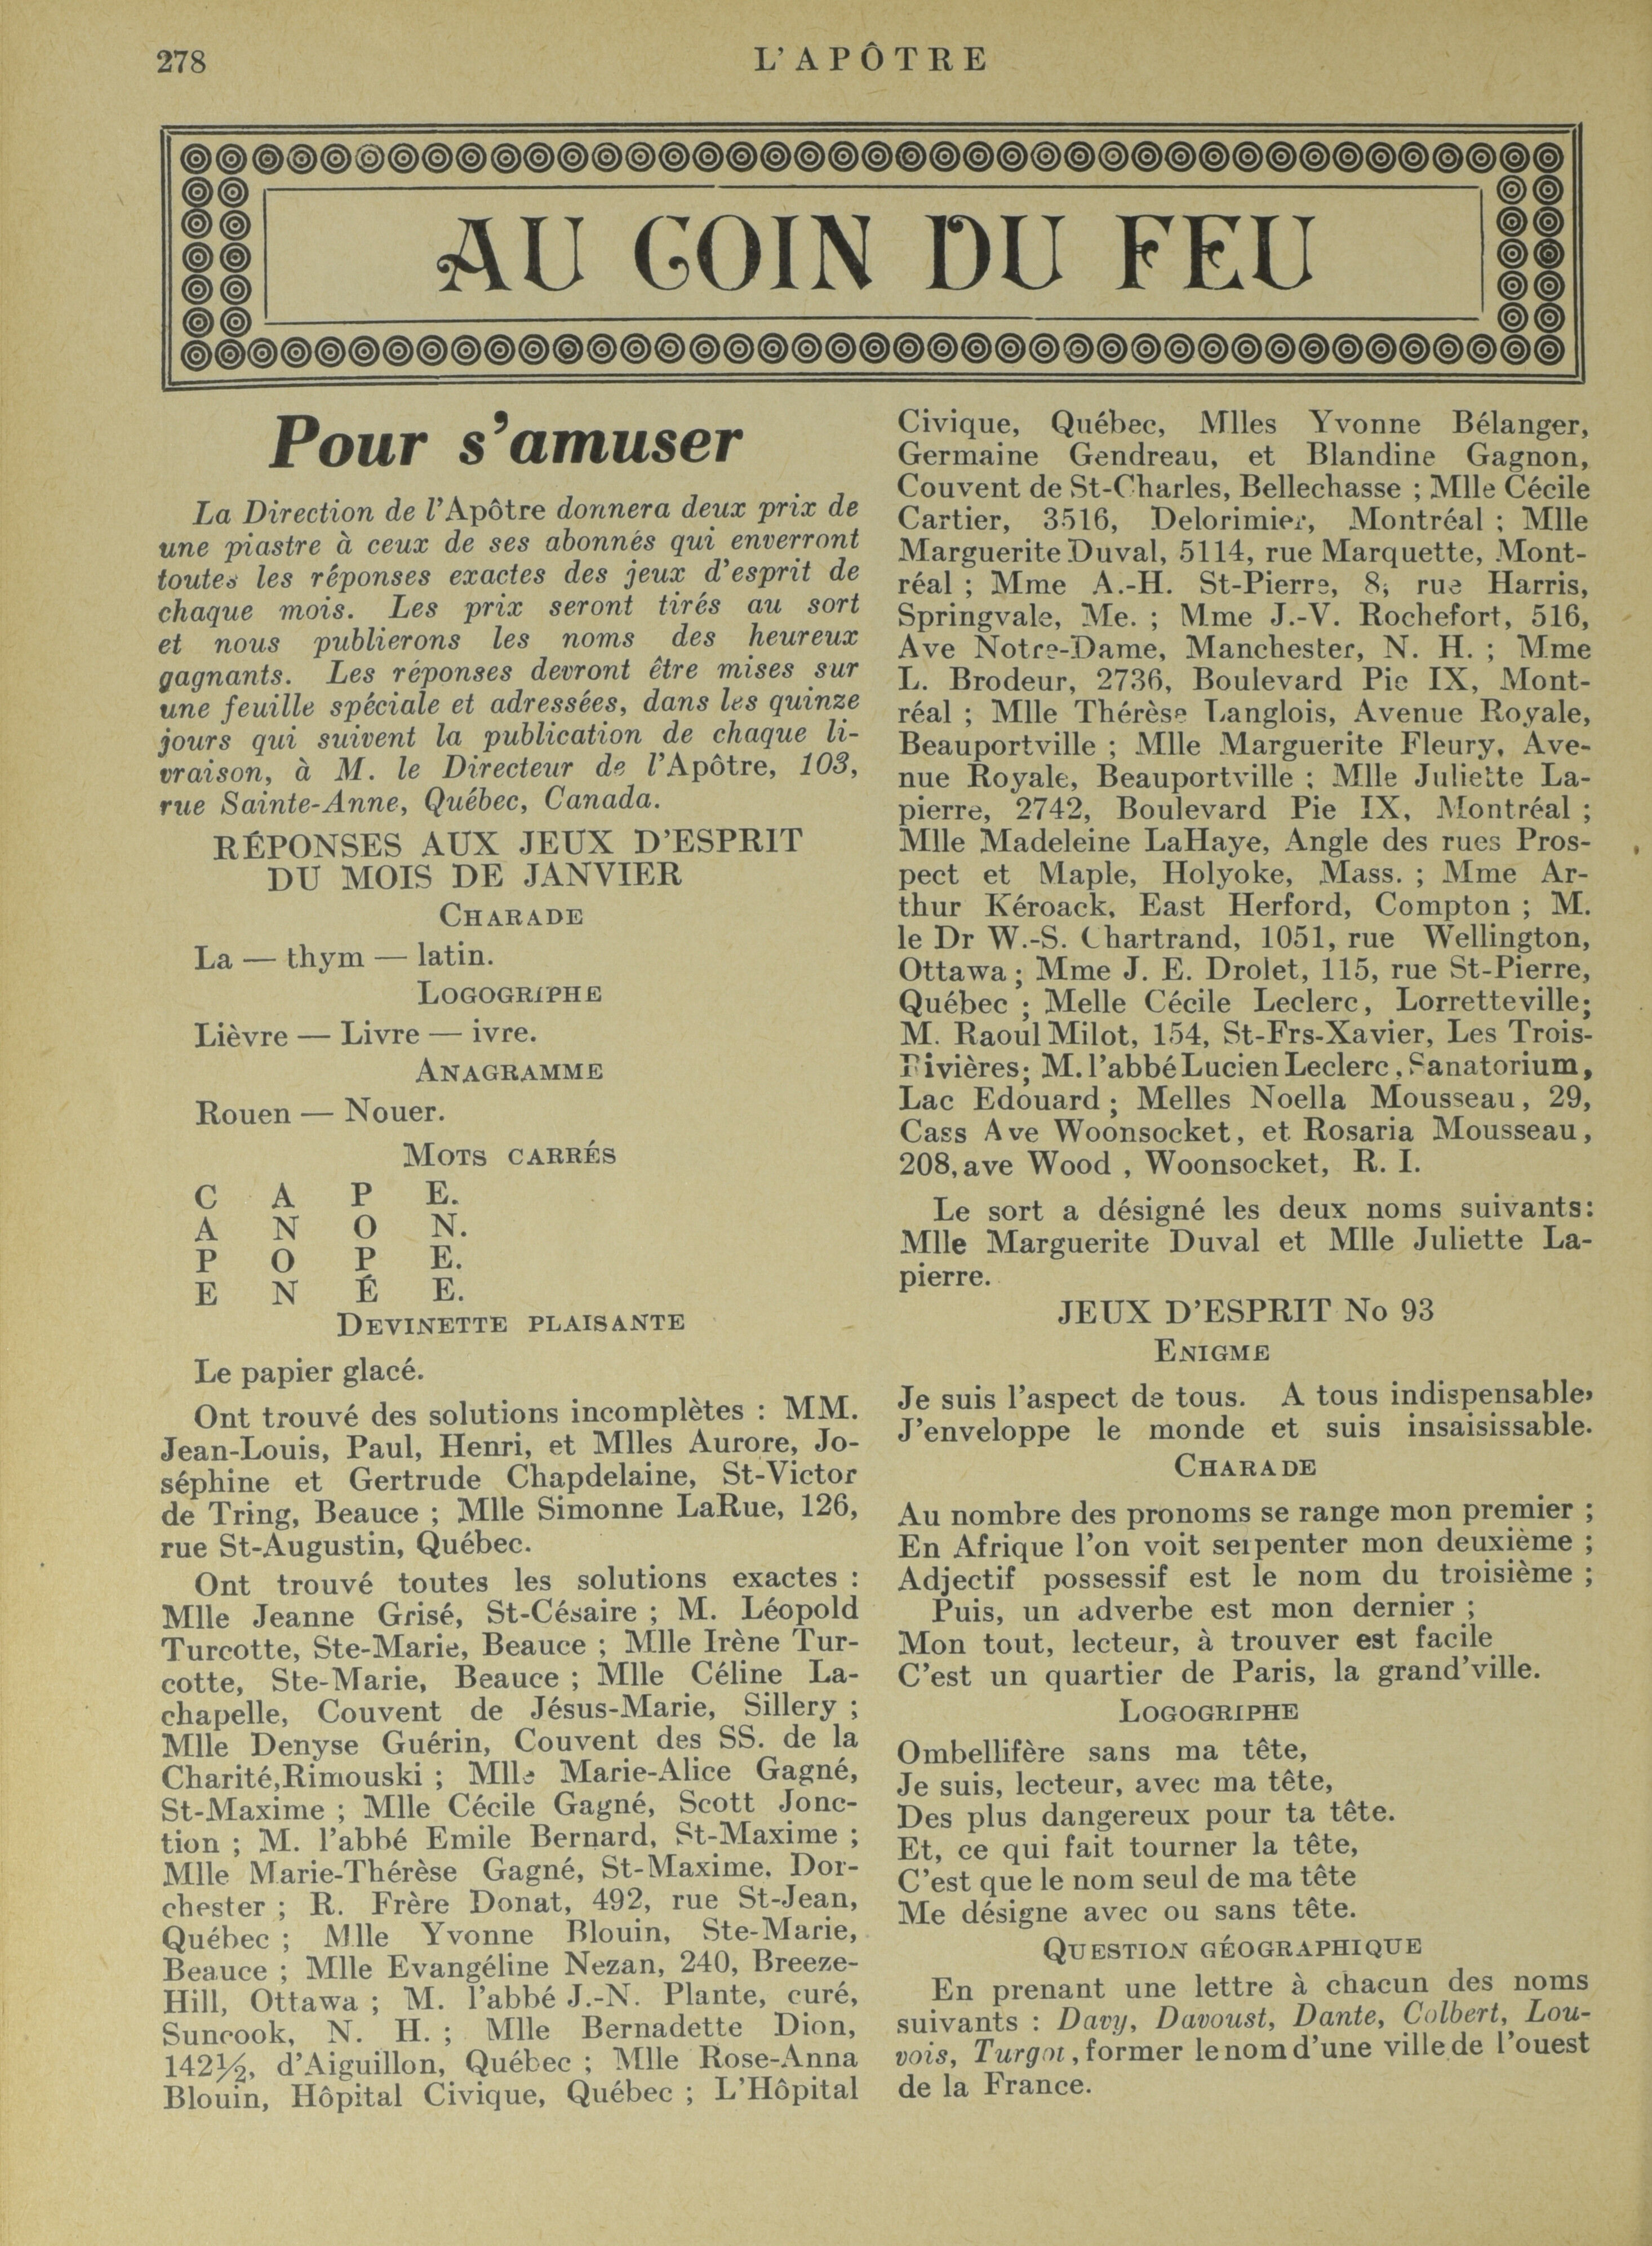 278
L'APÔTRE
AU COIN DU FEU
Pour s'amuser
La Direction de l'Apôtre donnera deux prix de
une piastre à ceux de ses abonnés qui enverront
toutes les réponses exactes des jeux d'esprit de
chaque mois. Les prix seront tirés au sort
et nous publierons les noms des heureux
gagnants. Les réponses devront être mises sur
une feuille spéciale et adressées, dans les quinze
jours qui suivent la publication de chaque li-
vraison, à M. le Directeur de l'Apôtre, 103,
rue Sainte-Anne, Québec, Canada.
RÉPONSES AUX JEUX D'ESPRIT
DU MOIS DE JANVIER
CHARADE
La — thym — latin.
LOGOGRIPHE
Lièvre — Livre — ivre.
ANAGRAMME
Rouen — Nouer.
MOTS CARRÉS
C A P E.
A N O N.
P O P E.
E N É E.
DEVINETTE PLAISANTE
Le papier glacé.
Ont trouvé des solutions incomplètes : MM.
Jean-Louis, Paul, Henri, et Mlles Aurore, Jo-
séphine et Gertrude Chapdelaine, St-Victor
de Tring, Beauce ; Mlle Simonne LaRue, 126,
rue St-Augustin, Québec.
Ont trouvé toutes les solutions exactes :
Mlle Jeanne Grisé, St-Césaire ; M. Léopold
Turcotte, Ste-Marie, Beauce ; Mlle Irène Tur-
cotte, Ste-Marie, Beauce ; Mlle Céline La-
chapelle, Couvent de Jésus-Marie, Sillery ;
Mlle Denyse Guérin, Couvent des SS. de la
Charité,Rimouski ; Mlle Marie-Alice Gagné,
St-Maxime ; Mlle Cécile Gagné, Scott Jonc-
tion ; M. l'abbé Emile Bernard, St-Maxime ;
Mlle Marie-Thérèse Gagné, St-Maxime, Dor-
chester ; R. Frère Donat, 492, rue St-Jean,
Québec ; Mlle Yvonne Blouin, Ste-Marie,
Beauce ; Mlle Evangéline Nezan, 240, Breeze-
Hill, Ottawa ; M. l'abbé J.-N. Plante, curé,
Suncook, N. H. ; Mlle Bernadette Dion,
142½, d'Aiguillon, Québec ; Mlle Rose-Anna
Blouin, Hôpital Civique, Québec ; L'Hôpital
Civique, Québec, Mlles Yvonne Bélanger,
Germaine Gendreau, et Blandine Gagnon,
Couvent de St-Charles, Bellechasse ; Mlle Cécile
Cartier, 3516, Delorimier, Montréal ; Mlle
Marguerite Duval, 5114, rue Marquette, Mont-
réal ; Mme A.-H. St-Pierre, 8, rue Harris,
Springvale, Me. ; Mme J.-V. Rochefort, 516,
Ave Notre-Dame, Manchester, N. H. ; Mme
L. Brodeur, 2736, Boulevard Pie IX, Mont-
réal ; Mlle Thérèse Langlois, Avenue Royale,
Beauportville ; Mlle Marguerite Fleury, Ave-
nue Royale, Beauportville ; Mlle Juliette La-
pierre, 2742, Boulevard Pie IX, Montréal ;
Mlle Madeleine LaHaye, Angle des rues Pros-
pect et Maple, Holyoke, Mass. ; Mme Ar-
thur Kéroack, East Herford, Compton ; M.
le Dr W.-S. Chartrand, 1051, rue Wellington,
Ottawa ; Mme J. E. Drolet, 115, rue St-Pierre,
Québec ; Melle Cécile Leclerc, Lorretteville;
M. Raoul Milot, 154, St-Frs-Xavier, Les Trois-
Rivières; M. l'abbé Lucien Leclerc, Sanatorium,
Lac Edouard ; Melles Noella Mousseau, 29,
Cass Ave Woonsocket, et Rosaria Mousseau,
208, ave Wood , Woonsocket, R. I.
Le sort a désigné les deux noms suivants:
Mlle Marguerite Duval et Mlle Juliette La-
pierre.
JEUX D'ESPRIT No 93
ENIGME
Je suis l'aspect de tous. A tous indispensable,
J'enveloppe le monde et suis insaisissable.
CHARADE
Au nombre des pronoms se range mon premier ;
En Afrique l'on voit serpenter mon deuxième ;
Adjectif possessif est le nom du troisième ;
Puis, un adverbe est mon dernier ;
Mon tout, lecteur, à trouver est facile
C'est un quartier de Paris, la grand'ville.
LOGOGRIPHE
Ombellifère sans ma tête,
Je suis, lecteur, avec ma tête,
Des plus dangereux pour ta tête.
Et, ce qui fait tourner la tête,
C'est que le nom seul de ma tête
Me désigne avec ou sans tête.
QUESTION GÉOGRAPHIQUE
En prenant une lettre à chacun des noms
suivants : Davy, Davoust, Dante, Colbert, Lou-
vois, Turgot, former le nom d'une ville de l'ouest
de la France.